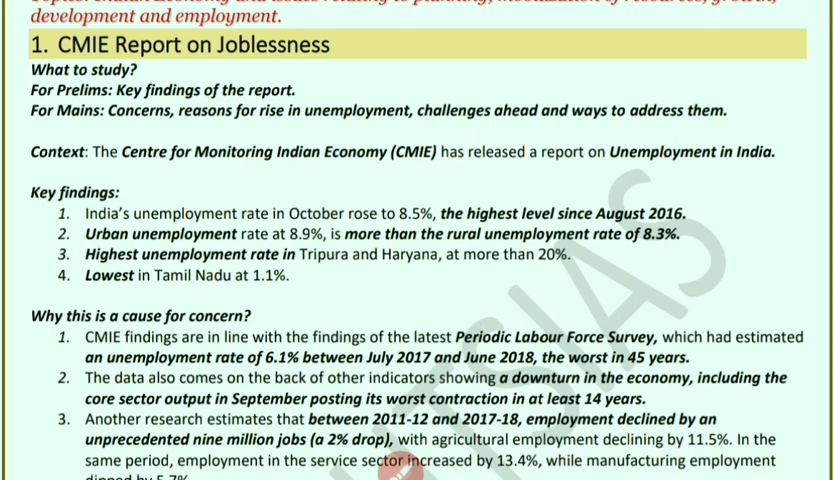 development and employment.
1. CMIE Report on Joblessness
What to study?
For Prelims: Key findings of the report.
For Mains: Concerns, reasons for rise in unemployment, challenges ahead and ways to address them.
Context: The Centre for Monitoring Indian Economy (CMIE) has released a report on Unemployment in India.
Key findings:
1. India's unemployment rate in October rose to 8.5%, the highest level since August 2016.
2. Urban unemployment rate at 8.9%, is more than the rural unemployment rate of 8.3%.
3. Highest unemployment rate in Tripura and Haryana, at more than 20%.
4. Lowest in Tamil Nadu at 1.1%.
Why this is a cause for concern?
1. CMIE findings are in line with the findings of the latest Periodic Labour Force Survey, which had estimated
an unemployment rate of 6.1% between July 2017 and June 2018, the worst in 45 years.
2. The data also comes on the back of other indicators showing a downturn in the economy, including the
core sector output in September posting its worst contraction in at least 14 years.
3. Another research estimates that between 2011-12 and 2017-18, employment declined by an
unprecedented nine million jobs (a 2% drop), with agricultural employment declining by 11.5%. In the
same period, employment in the service sector increased by 13.4%, while manufacturing employment